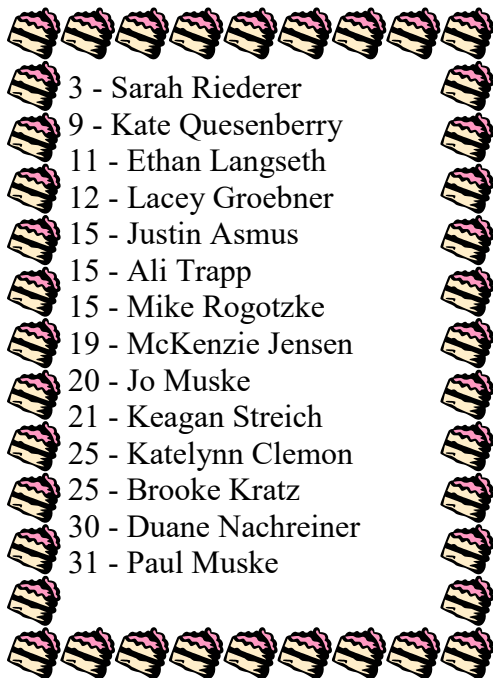 3 - Sarah Riederer
9 - Kate Quesenberry
11 - Ethan Langseth
12 - Lacey Groebner
15 - Justin Asmus
15 - Ali Trapp
15 - Mike Rogotzke
19 - McKenzie Jensen
20 - Jo Muske
21 - Keagan Streich
25 - Katelynn Clemon
25 - Brooke Kratz
30 - Duane Nachreiner
31 - Paul Muske